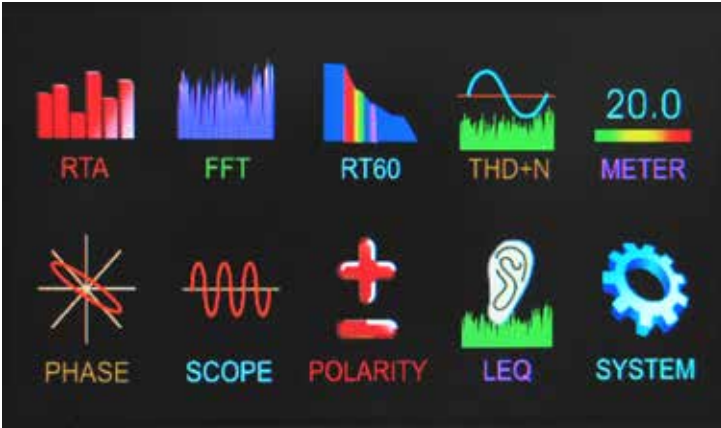 20.0
RTA FFT RT60 THD+N METER
PHASE SCOPE POLARITY LEQ SYSTEM